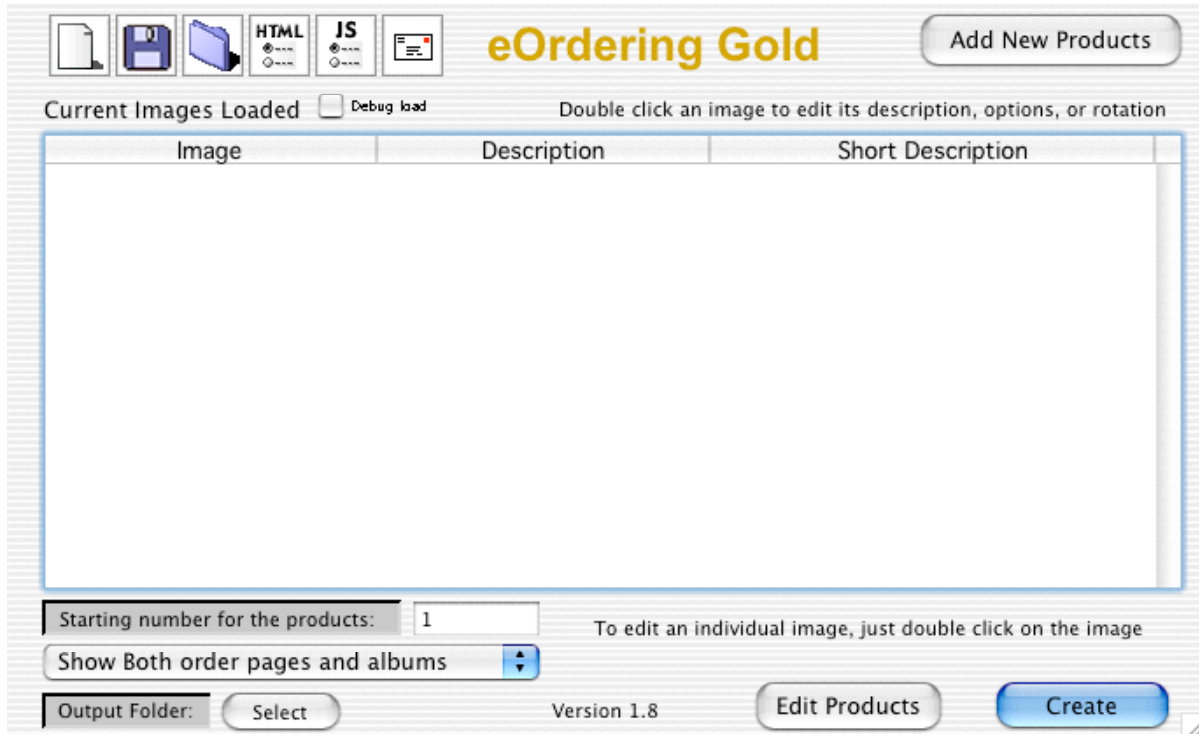 HTML
JS
eOrdering Gold
Add New Products
Current Images Loaded
Debug load
Double click an image to edit its description, options, or rotation
Image
Description
Short Description
Starting number for the products:
1
To edit an individual image, just double click on the image
Show Both order pages and albums
Output Folder:
Select
Version 1.8
Edit Products
Create